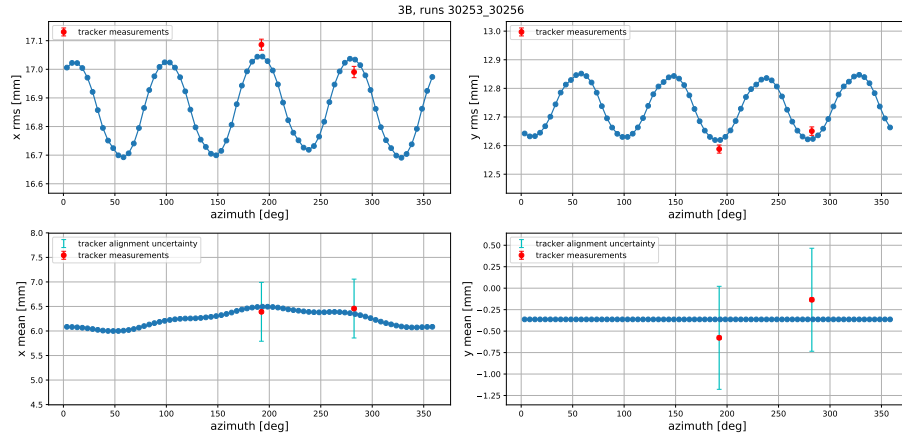 3B, runs 30253_30256
tracker measurements
17.1
17.0
16.9
16.8
16.7
16.6
x rms [mm]
0 50 100 150 200 250 300 350
azimuth [deg]
tracker measurements
13.0
12.9
12.8
12.7
12.6
12.5
y rms [mm]
0 50 100 150 200 250 300 350
azimuth [deg]
tracker alignment uncertainty
tracker measurements
8.0
7.5
7.0
6.5
6.0
5.5
5.0
4.5
x mean [mm]
0 50 100 150 200 250 300 350
azimuth [deg]
tracker alignment uncertainty
tracker measurements
0.50
0.25
0.00
−0.25
−0.50
−0.75
−1.00
−1.25
y mean [mm]
0 50 100 150 200 250 300 350
azimuth [deg]